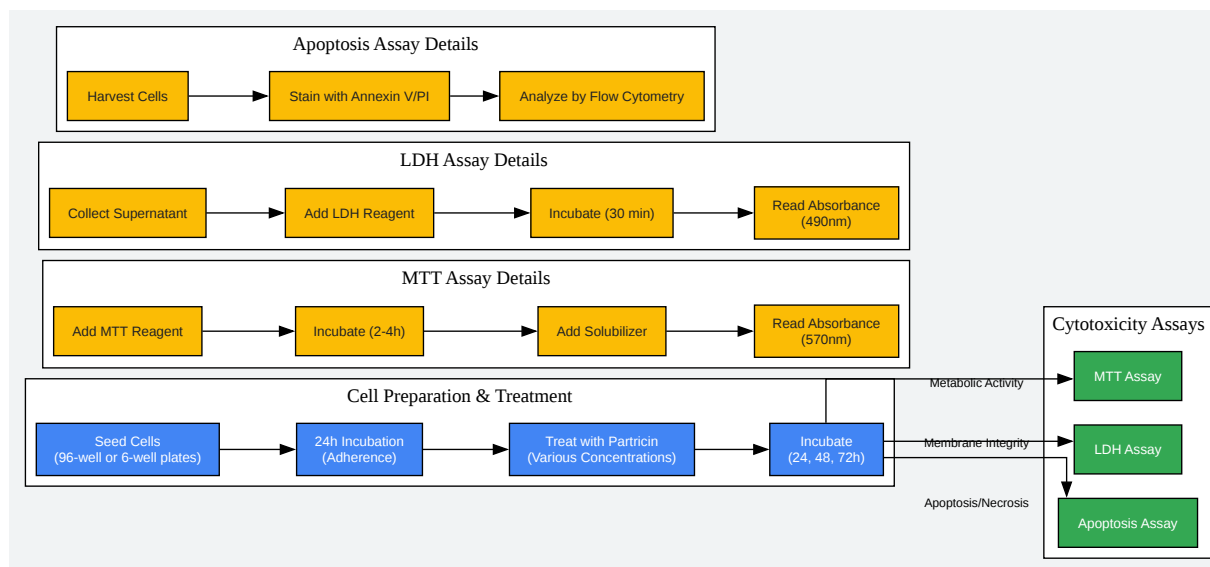 Apoptosis Assay Details
Harvest Cells
Stain with Annexin V/PI
Analyze by Flow Cytometry
LDH Assay Details
Collect Supernatant
Add LDH Reagent
Incubate (30 min)
Read Absorbance
(490nm)
MTT Assay Details
Add MTT Reagent
Incubate (2-4h)
Add Solubilizer
Read Absorbance
(570nm)
Cell Preparation & Treatment
Seed Cells
(96-well or 6-well plates)
24h Incubation
(Adherence)
Treat with Partricin
(Various Concentrations)
Incubate
(24, 48, 72h)
Metabolic Activity
Membrane Integrity
Apoptosis/Necrosis
Cytotoxicity Assays
MTT Assay
LDH Assay
Apoptosis Assay